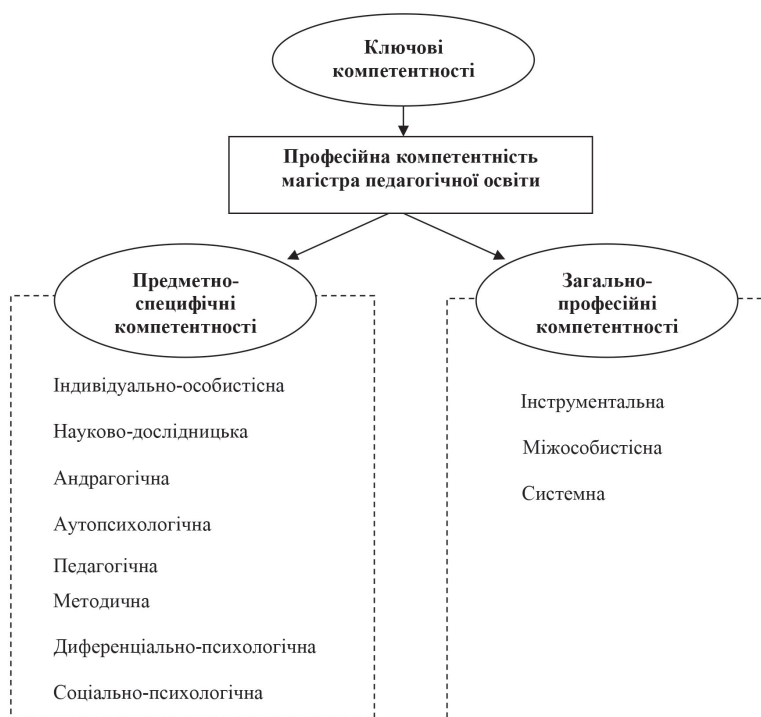 Ключові
компетентності
Професійна компетентність
магістра педагогічної освіти
Предметно-
специфічні
компетентності
Індивідуально-особистісна
Науково-дослідницька
Андрагогічна
Аутопсихологічна
Педагогічна
Методична
Диференціально-психологічна
Соціально-психологічна
Загально-
професійні
компетентності
Інструментальна
Міжособистісна
Системна